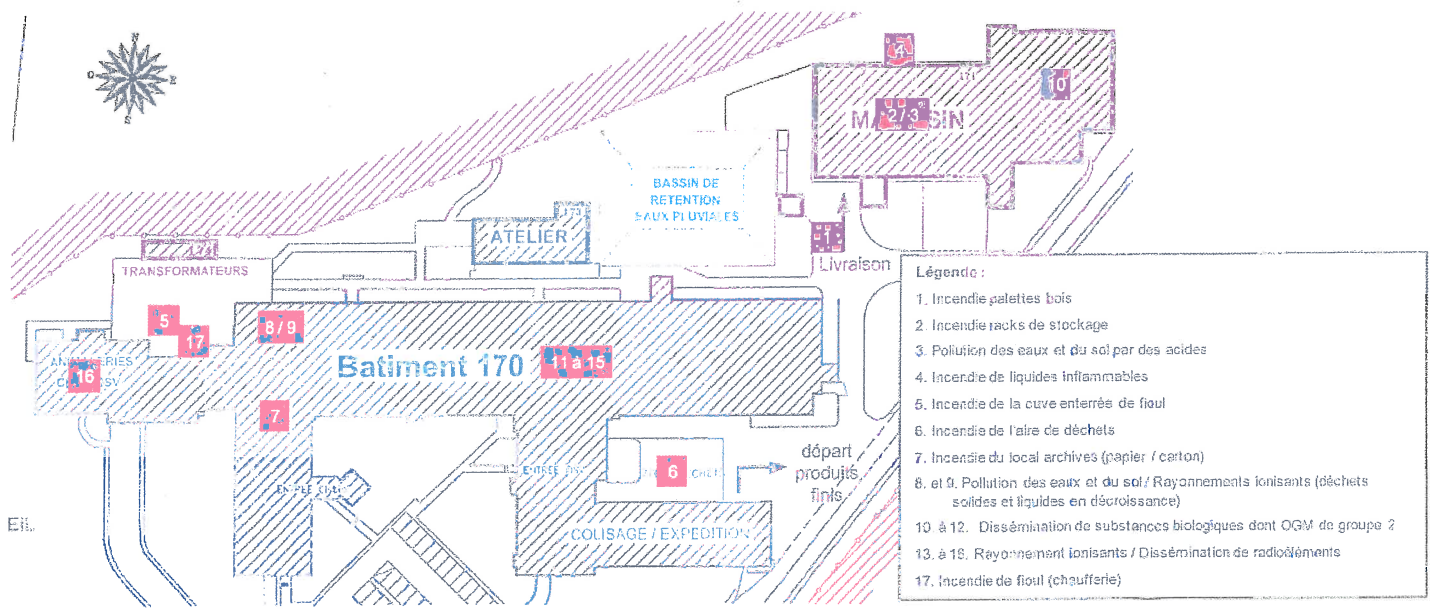 N
O
E
S
4
171
10
MA
2 / 3
SIN
BASSIN DE
RETENTION
EAUX PLUVIALES
173
ATELIER
174
TRANSFORMATEURS
1
Livraison
5
17
8 / 9
16
Batiment 170
11 à 15
7
6
départ
produits
finis
COLISAGE / EXPEDITION
Légende :
1. Incendie palettes bois
2. Incendie racks de stockage
3. Pollution des eaux et du sol par des acides
4. Incendie de liquides inflammables
5. Incendie de la cuve enterrée de fioul
6. Incendie de l'aire de déchets
7. Incendie du local archives (papier / carton)
8. et 9. Pollution des eaux et du sol / Rayonnements ionisants (déchets
solides et liquides en décroissance)
10. à 12. Dissémination de substances biologiques dont OGM de groupe 2
13. à 16. Rayonnement ionisants / Dissémination de radioéléments
17. Incendie de fioul (chaufferie)